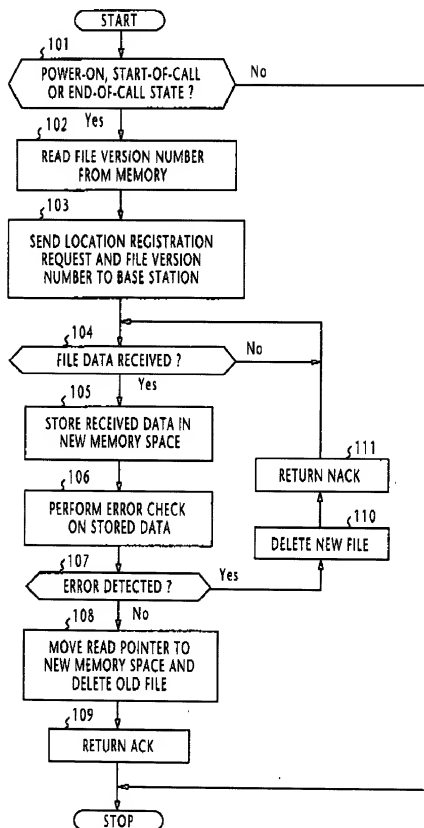 START
101
POWER-ON, START-OF-CALL
OR END-OF-CALL STATE ?
No
Yes
102
READ FILE VERSION NUMBER
FROM MEMORY
103
SEND LOCATION REGISTRATION
REQUEST AND FILE VERSION
NUMBER TO BASE STATION
104
FILE DATA RECEIVED ?
No
Yes
105
STORE RECEIVED DATA IN
NEW MEMORY SPACE
111
RETURN NACK
106
PERFORM ERROR CHECK
ON STORED DATA
110
DELETE NEW FILE
107
ERROR DETECTED ?
Yes
No
108
MOVE READ POINTER TO
NEW MEMORY SPACE AND
DELETE OLD FILE
109
RETURN ACK
STOP